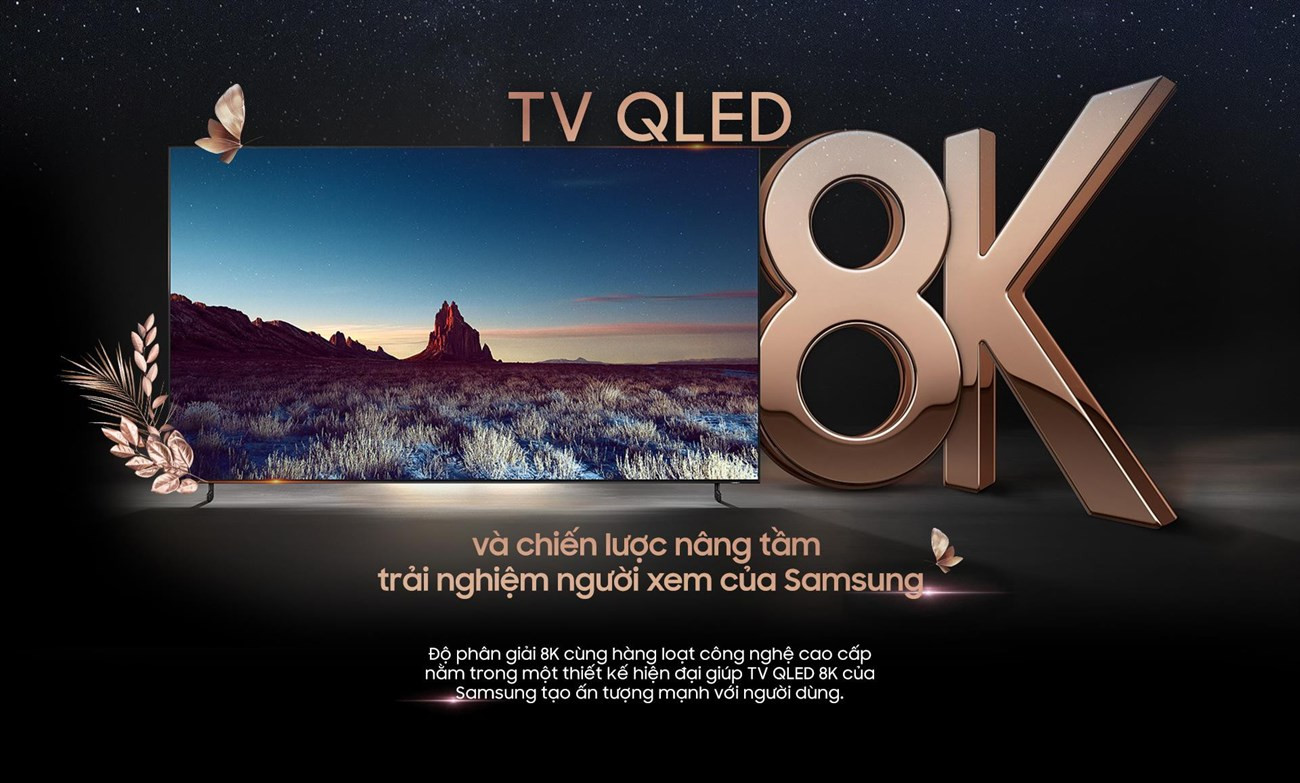 TV QLED
8K
và chiến lược nâng tầm
trải nghiệm người xem của Samsung
Độ phân giải 8K cùng hàng loạt công nghệ cao cấp
nằm trong một thiết kế hiện đại giúp TV QLED 8K của
Samsung tạo ấn tượng mạnh với người dùng.